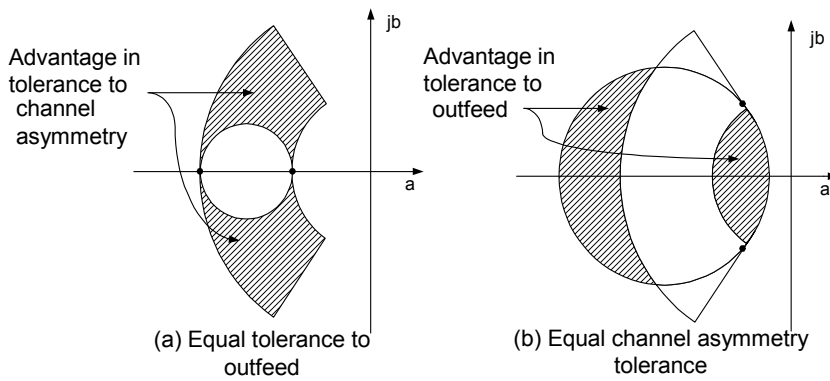 Advantage in
tolerance to
channel
asymmetry
jb
a
(a) Equal tolerance to
outfeed
Advantage in
tolerance to
outfeed
jb
a
(b) Equal channel asymmetry
tolerance